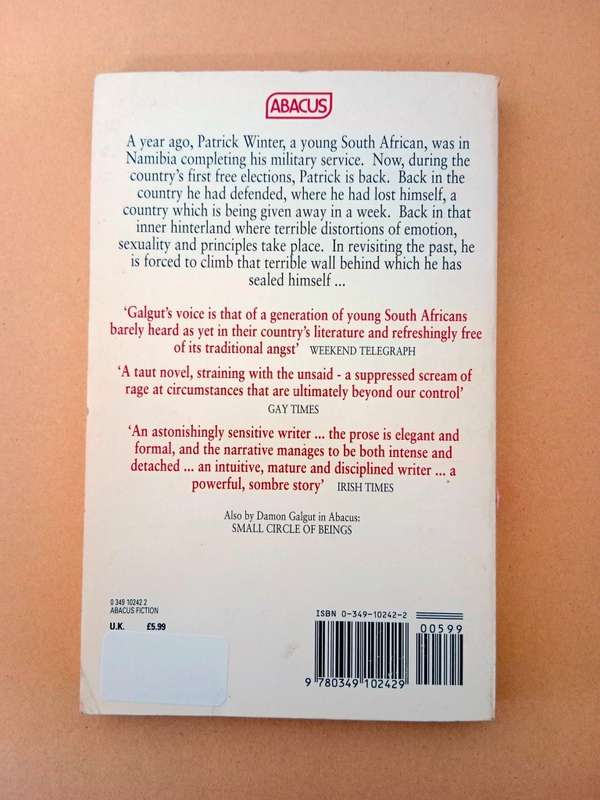 ABACUS
A year ago, Patrick Winter, a young South African, was in
Namibia completing his military service.  Now, during the
country's first free elections, Patrick is back.  Back in the
country he had defended, where he had lost himself, a
country which is being given away in a week.  Back in that
inner hinterland where terrible distortions of emotion,
sexuality and principles take place.  In revisiting the past, he
is forced to climb that terrible wall behind which he has
sealed himself ...
'Galgut's voice is that of a generation of young South Africans
barely heard as yet in their country's literature and refreshingly free
of its traditional angst'  WEEKEND TELEGRAPH
'A taut novel, straining with the unsaid - a suppressed scream of
rage at circumstances that are ultimately beyond our control'
GAY TIMES
'An astonishingly sensitive writer ... the prose is elegant and
formal, and the narrative manages to be both intense and
detached ... an intuitive, mature and disciplined writer ... a
powerful, sombre story'  IRISH TIMES
Also by Damon Galgut in Abacus:
SMALL CIRCLE OF BEINGS
0 349 10242 2
ABACUS FICTION
U.K.  £5.99
ISBN 0-349-10242-2
00599
9 780349 102429